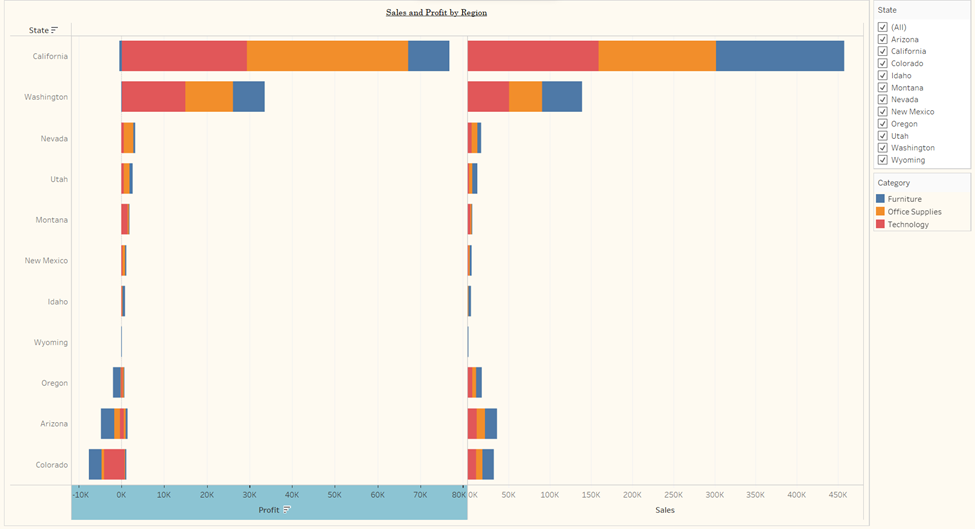 Sales and Profit by Region
State
California
Washington
Nevada
Utah
Montana
New Mexico
Idaho
Wyoming
Oregon
Arizona
Colorado
-10K 0K 10K 20K 30K 40K 50K 60K 70K 80K
Profit
0K 50K 100K 150K 200K 250K 300K 350K 400K 450K
Sales
State
(All)
Arizona
California
Colorado
Idaho
Montana
Nevada
New Mexico
Oregon
Utah
Washington
Wyoming
Category
Furniture
Office Supplies
Technology